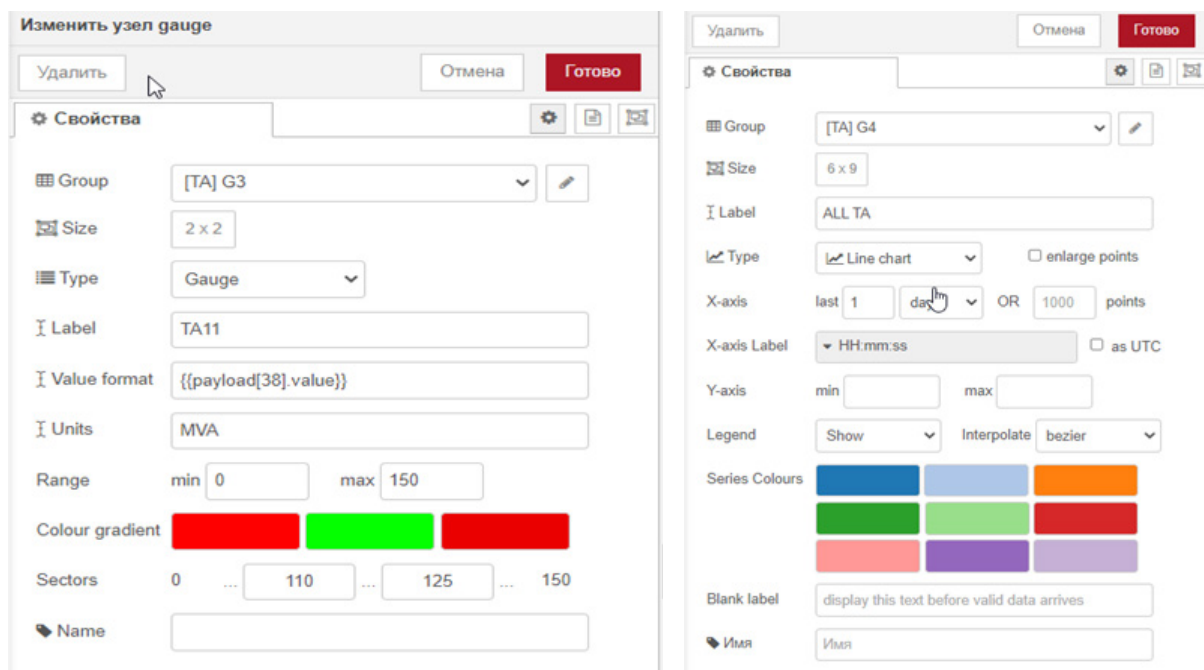 Изменить узел gauge
Удалить
Отмена
Готово
Свойства
Group [TA] G3
Size 2 x 2
Type Gauge
Label TA11
Value format {{payload[38].value}}
Units MVA
Range min 0 max 150
Colour gradient
Sectors 0 ... 110 ... 125 ... 150
Name
Удалить
Отмена
Готово
Свойства
Group [TA] G4
Size 6 x 9
Label ALL TA
Type Line chart enlarge points
X-axis last 1 OR 1000 points
X-axis Label HH:mm:ss as UTC
Y-axis min max
Legend Show Interpolate bezier
Series Colours
Blank label display this text before valid data arrives
Имя Имя